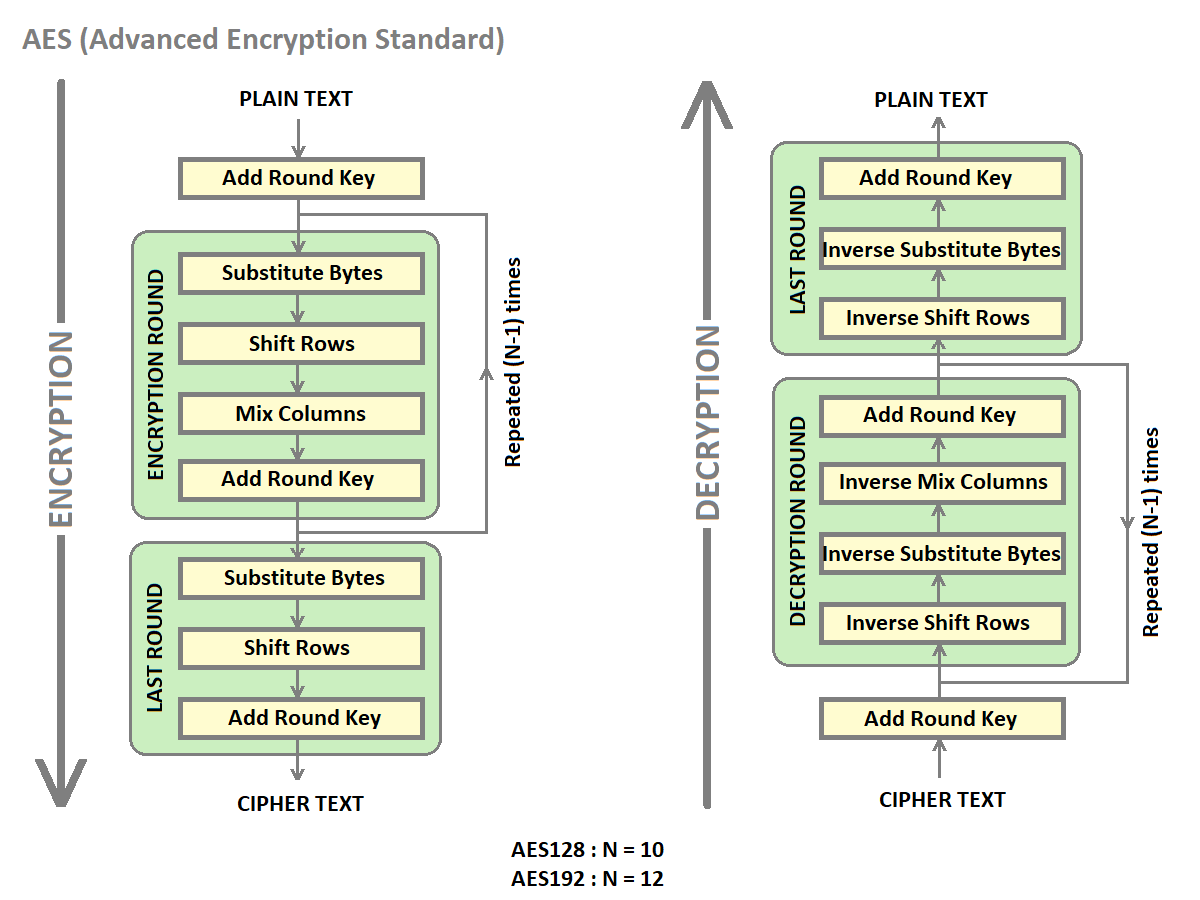 AES (Advanced Encryption Standard)
ENCRYPTION
PLAIN TEXT
Add Round Key
ENCRYPTION ROUND
Substitute Bytes
Shift Rows
Mix Columns
Add Round Key
Repeated (N-1) times
LAST ROUND
Substitute Bytes
Shift Rows
Add Round Key
CIPHER TEXT
DECRYPTION
PLAIN TEXT
LAST ROUND
Add Round Key
Inverse Substitute Bytes
Inverse Shift Rows
DECRYPTION ROUND
Add Round Key
Inverse Mix Columns
Inverse Substitute Bytes
Inverse Shift Rows
Repeated (N-1) times
Add Round Key
CIPHER TEXT
AES128 : N = 10
AES192 : N = 12